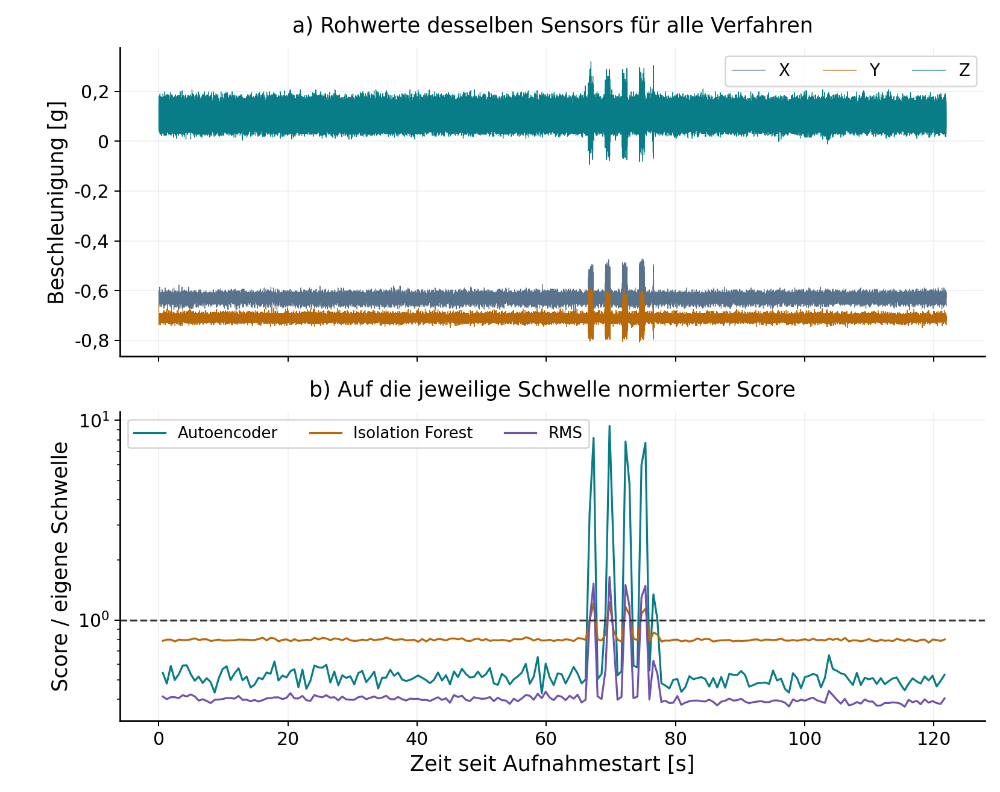 a) Rohwerte desselben Sensors für alle Verfahren
X Y Z
Beschleunigung [g]
0,2
0
-0,2
-0,4
-0,6
-0,8
b) Auf die jeweilige Schwelle normierter Score
Autoencoder Isolation Forest RMS
Score / eigene Schwelle
10¹
10⁰
0 20 40 60 80 100 120
Zeit seit Aufnahmestart [s]